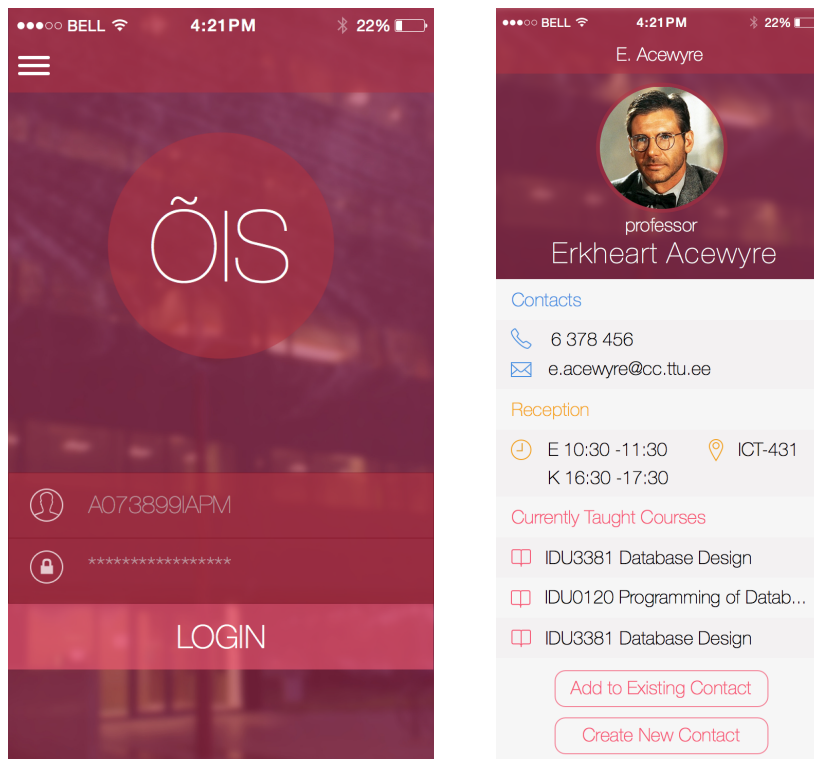 BELL 4:21PM 22%
ÕIS
A073899IAPM
*****************
LOGIN
BELL 4:21PM 22%
E. Acewyre
professor
Erkheart Acewyre
Contacts
6 378 456
e.acewyre@cc.ttu.ee
Reception
E 10:30 -11:30 ICT-431
K 16:30 -17:30
Currently Taught Courses
IDU3381 Database Design
IDU0120 Programming of Datab...
IDU3381 Database Design
Add to Existing Contact
Create New Contact